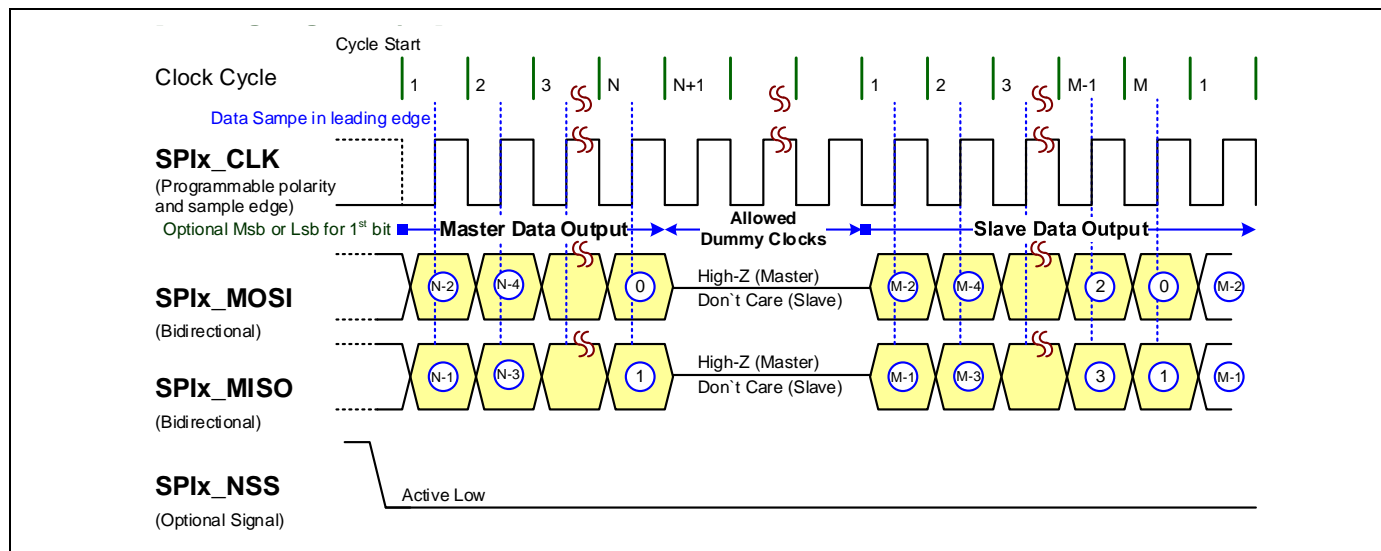 Cycle Start
Clock Cycle
1 2 3 N N+1 1 2 3 M-1 M 1
Data Sampe in leading edge
SPIx_CLK
(Programmable polarity
and sample edge)
Optional Msb or Lsb for 1st bit
Master Data Output
Allowed
Dummy Clocks
Slave Data Output
SPIx_MOSI
(Bidirectional)
N-2 N-4 0
High-Z (Master)
Don`t Care (Slave)
M-2 M-4 2 0 M-2
SPIx_MISO
(Bidirectional)
N-1 N-3 1
High-Z (Master)
Don`t Care (Slave)
M-1 M-3 3 1 M-1
SPIx_NSS
(Optional Signal)
Active Low